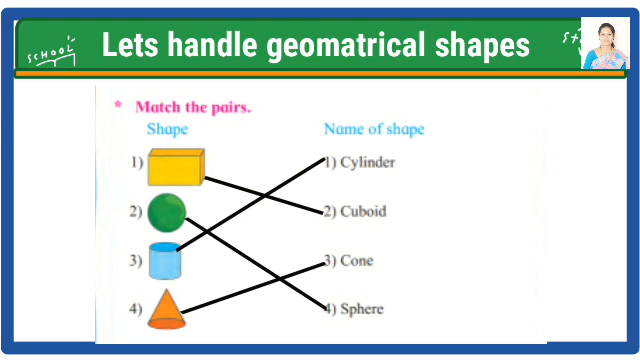 Lets handle geomatrical shapes
SCHOOL
* Match the pairs.
Shape Name of shape
1) 1) Cylinder
2) 2) Cuboid
3) 3) Cone
4) 4) Sphere